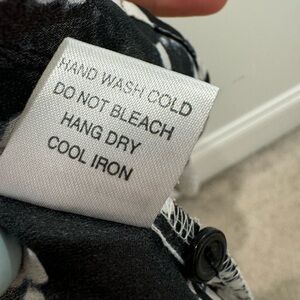 HAND WASH COLD
DO NOT BLEACH
HANG DRY
COOL IRON